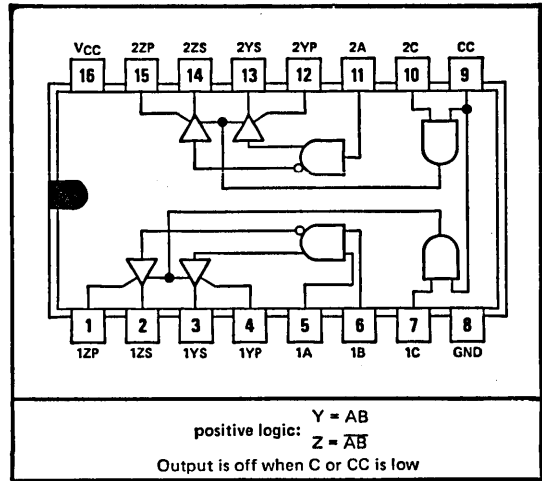 VCC 2ZP 2ZS 2YS 2YP 2A 2C CC
16 15 14 13 12 11 10 9
1 2 3 4 5 6 7 8
1ZP 1ZS 1YS 1YP 1A 1B 1C GND
positive logic: Y = AB
Z = A̅B̅
Output is off when C or CC is low